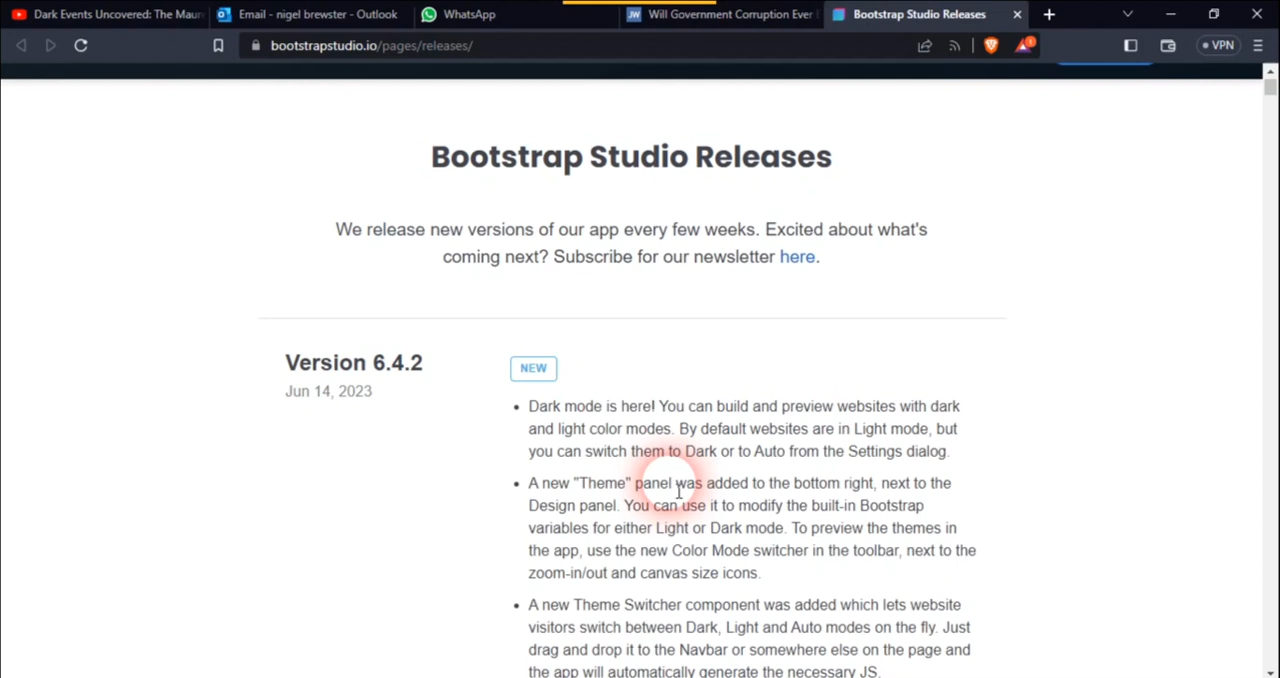 Dark Events Uncovered: The Maur
Email - nigel brewster - Outlook
WhatsApp
JW Will Government Corruption Ever
Bootstrap Studio Releases
bootstrapstudio.io/pages/releases/
1
VPN
Bootstrap Studio Releases
We release new versions of our app every few weeks. Excited about what's
coming next? Subscribe for our newsletter here.
Version 6.4.2
Jun 14, 2023
NEW
• Dark mode is here! You can build and preview websites with dark
and light color modes. By default websites are in Light mode, but
you can switch them to Dark or to Auto from the Settings dialog.
• A new "Theme" panel was added to the bottom right, next to the
Design panel. You can use it to modify the built-in Bootstrap
variables for either Light or Dark mode. To preview the themes in
the app, use the new Color Mode switcher in the toolbar, next to the
zoom-in/out and canvas size icons.
• A new Theme Switcher component was added which lets website
visitors switch between Dark, Light and Auto modes on the fly. Just
drag and drop it to the Navbar or somewhere else on the page and
the app will automatically generate the necessary JS.